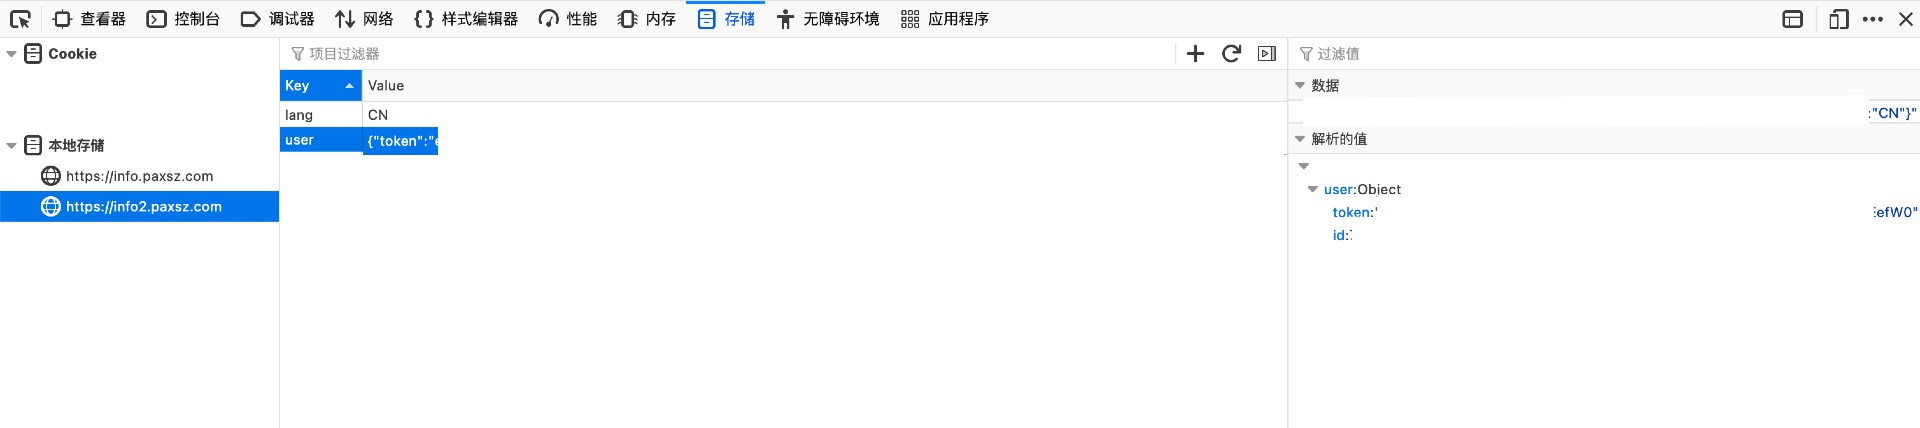 查看器 控制台 调试器 网络 样式编辑器 性能 内存 存储 无障碍环境 应用程序
Cookie
本地存储
https://info.paxsz.com
https://info2.paxsz.com
项目过滤器
Key Value
lang CN
user {"token":"e
过滤值
数据
:"CN"}"
解析的值
user:Object
token:' EefW0"
id: